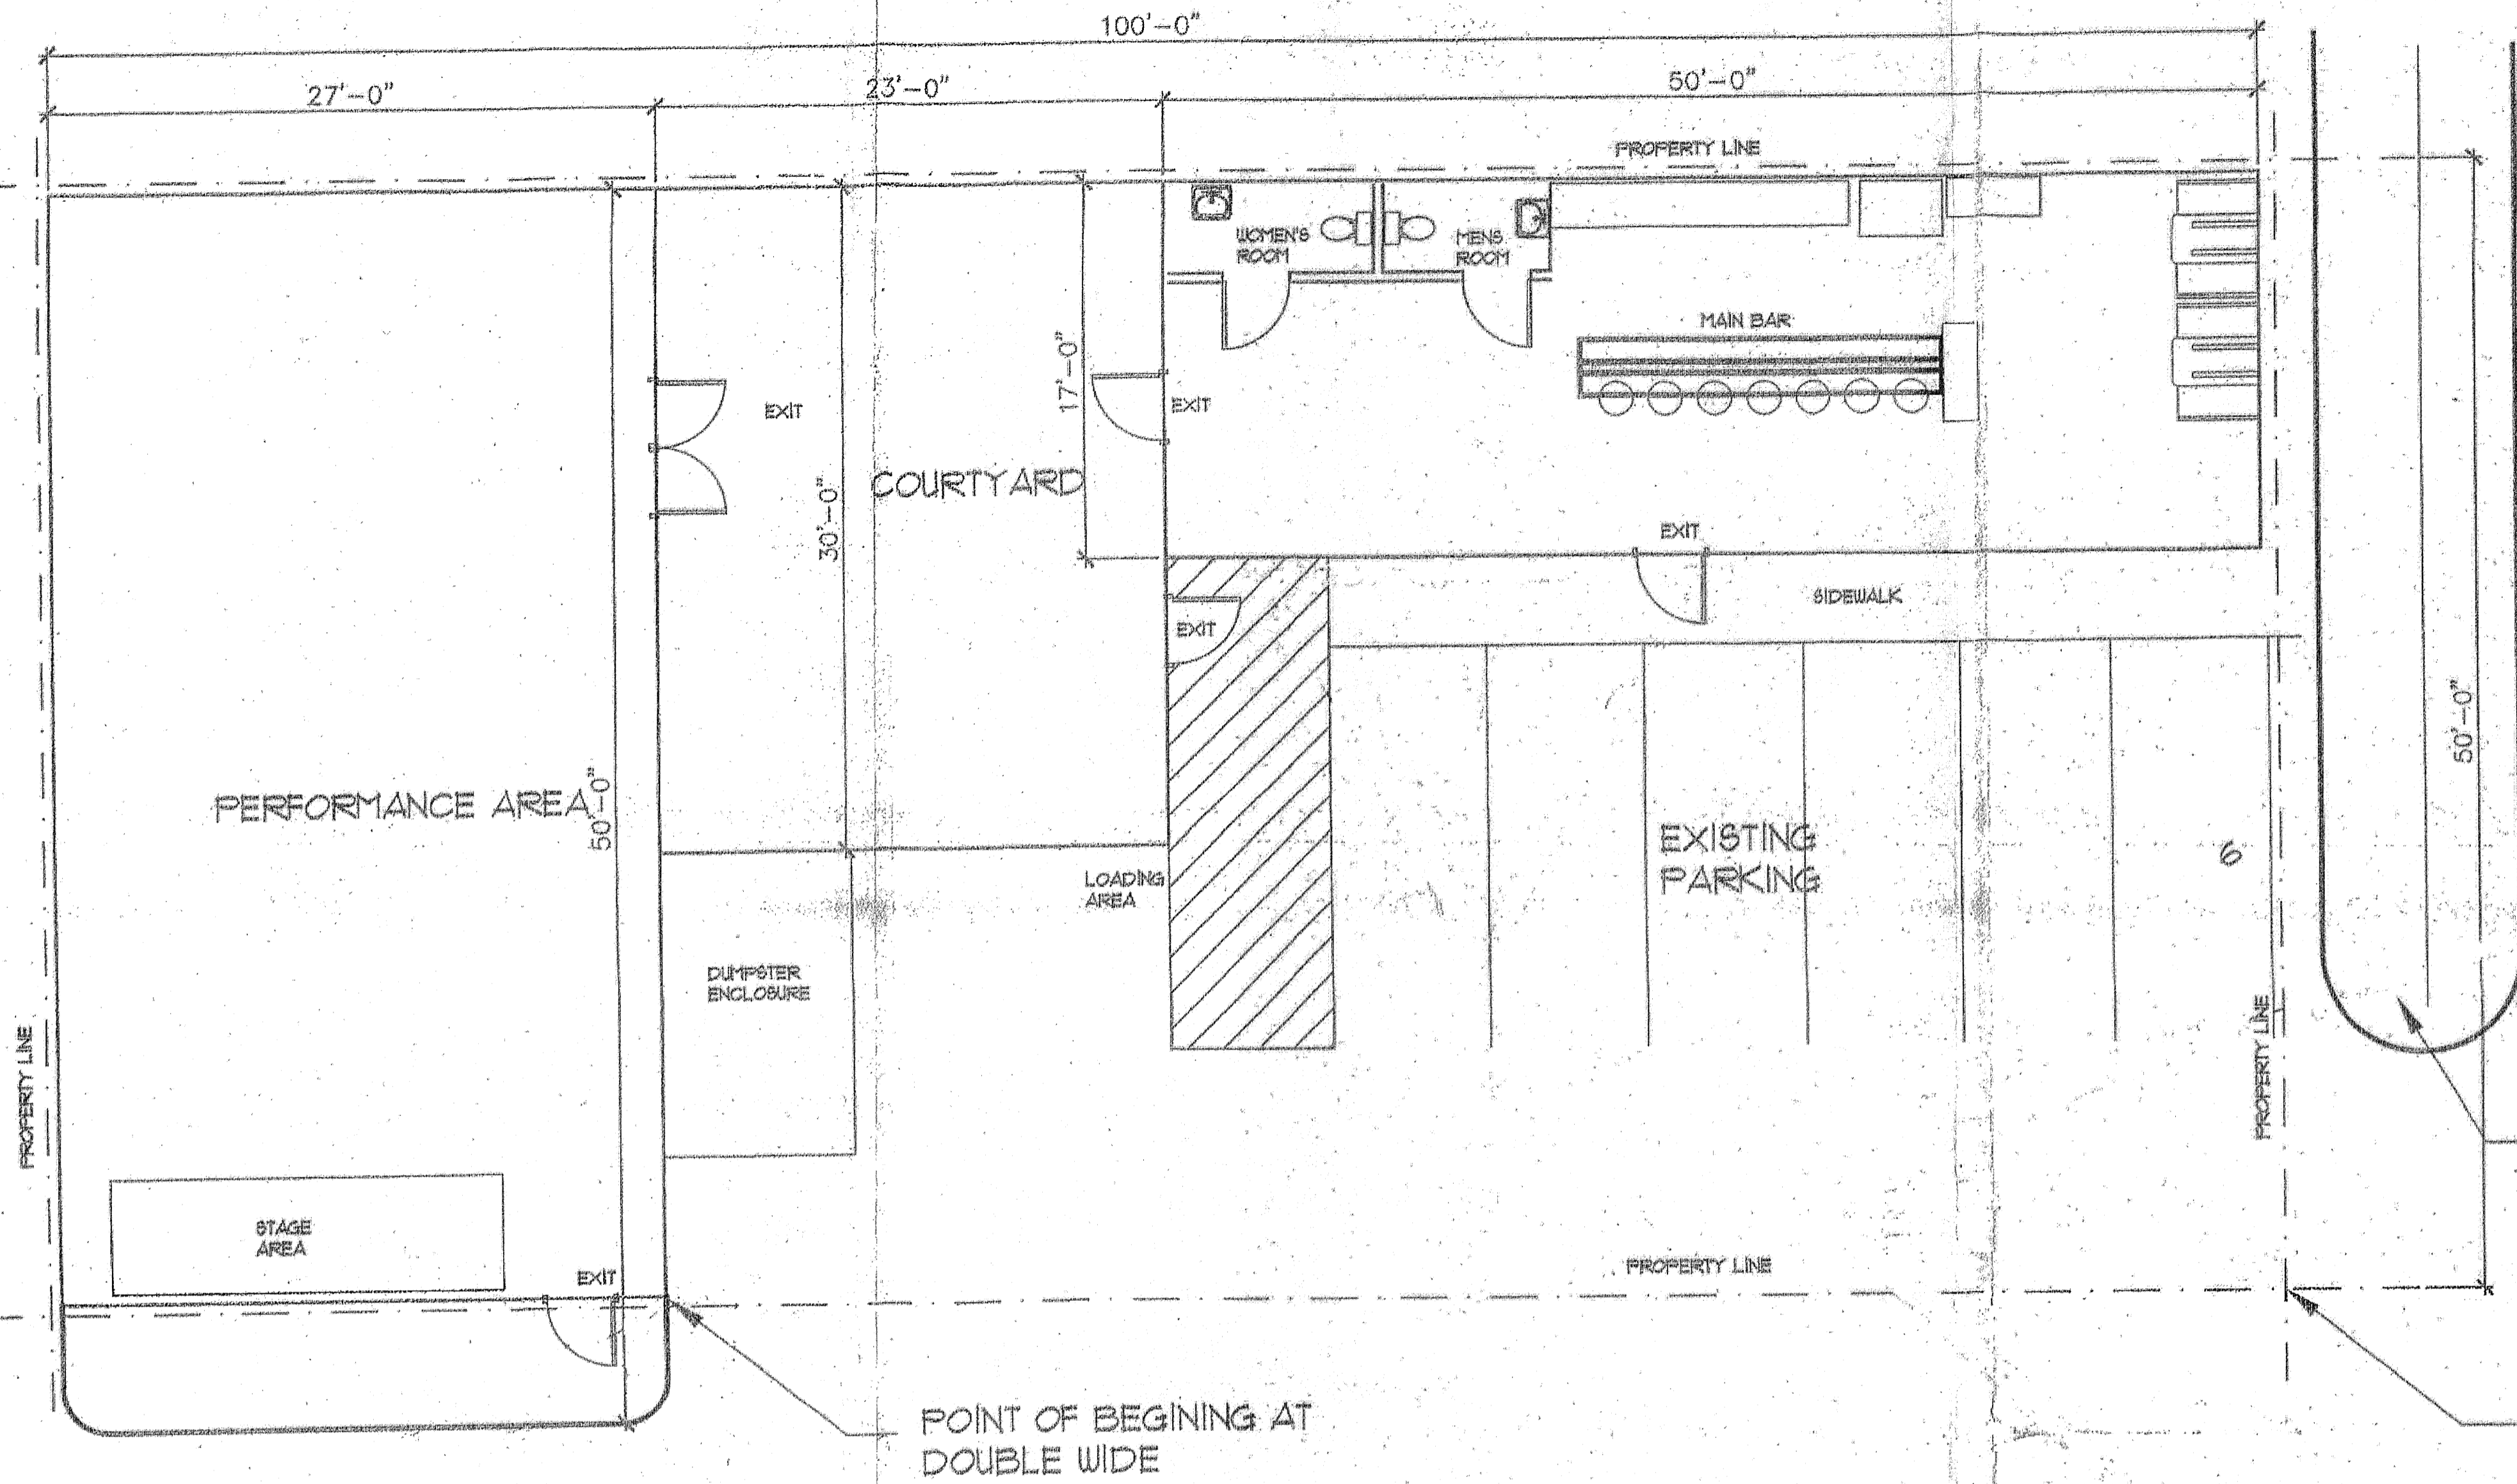 100'-0"
27'-0"
23'-0"
50'-0"
PROPERTY LINE
WOMEN'S
ROOM
MENS
ROOM
MAIN BAR
EXIT
EXIT
17'-0"
COURTYARD
30'-0"
EXIT
SIDEWALK
EXIT
50'-0"
PERFORMANCE AREA
50'-0"
EXISTING
PARKING
6
LOADING
AREA
DUMPSTER
ENCLOSURE
PROPERTY LINE
PROPERTY LINE
STAGE
AREA
EXIT
PROPERTY LINE
POINT OF BEGINING AT
DOUBLE WIDE